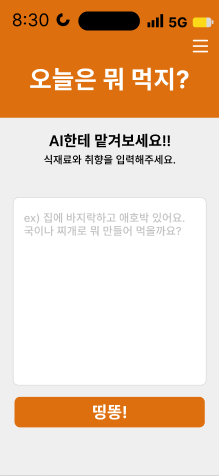 8:30
5G
오늘은 뭐 먹지?
AI한테 맡겨보세요!!
식재료와 취향을 입력해주세요.
ex) 집에 바지락하고 애호박 있어요.
국이나 찌개로 뭐 만들어 먹을까요?
띵똥!